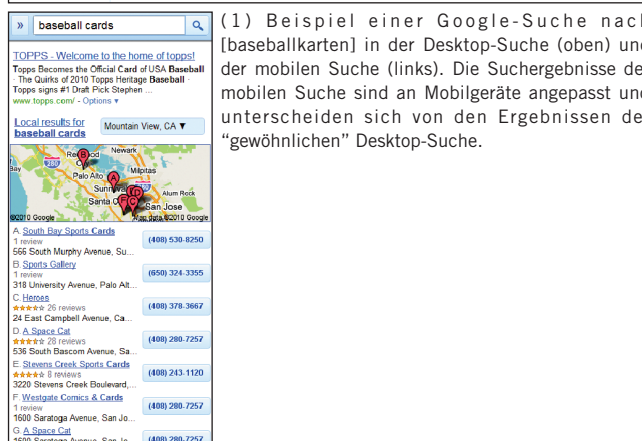 » baseball cards
TOPPS - Welcome to the home of topps!
Topps Becomes the Official Card of USA Baseball
· The Quirks of 2010 Topps Heritage Baseball ·
Topps signs #1 Draft Pick Stephen ...
www.topps.com/ - Options ▾
Local results for
baseball cards
Mountain View, CA ▼
Newark
Palo Alto
Milpitas
280
Alum Rock
San Jose
©2010 Google
Map data ©2010 Google
A. South Bay Sports Cards
1 review
566 South Murphy Avenue, Su...
(408) 530-8250
B. Sports Gallery
1 review
318 University Avenue, Palo Alt...
(650) 324-3355
C. Heroes
26 reviews
24 East Campbell Avenue, Ca...
(408) 378-3667
D. A Space Cat
28 reviews
536 South Bascom Avenue, Sa...
(408) 280-7257
E. Stevens Creek Sports Cards
8 reviews
3220 Stevens Creek Boulevard,...
(408) 243-1120
F. Westgate Comics & Cards
1 review
1600 Saratoga Avenue, San Jo...
(408) 280-7257
G. A Space Cat
1600 Saratoga Avenue, San Jo...
(408) 280-7257
(1) Beispiel einer Google-Suche nach
[baseballkarten] in der Desktop-Suche (oben) und
der mobilen Suche (links). Die Suchergebnisse de
mobilen Suche sind an Mobilgeräte angepasst und
unterscheiden sich von den Ergebnissen de
“gewöhnlichen” Desktop-Suche.